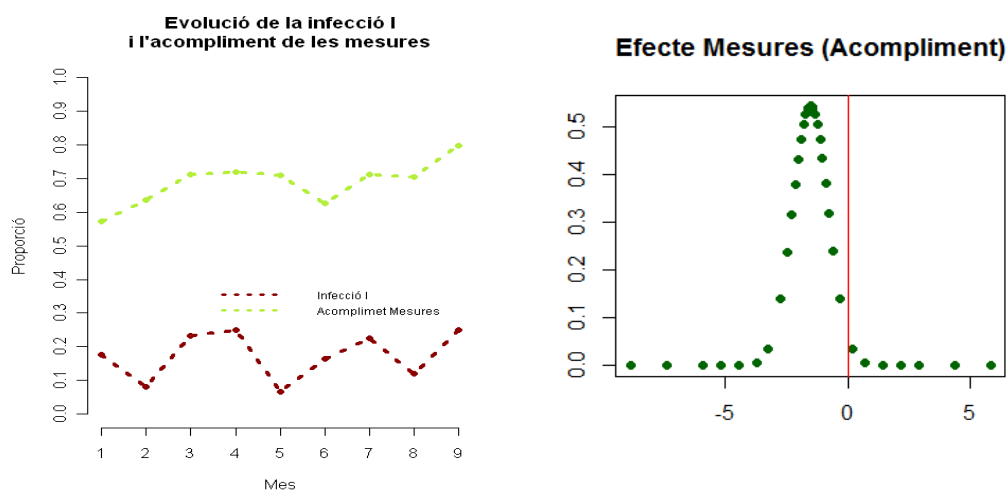 Evolució de la infecció I
i l'acompliment de les mesures
Proporció
1.0
0.9
0.8
0.7
0.6
0.5
0.4
0.3
0.2
0.1
0.0
Infecció I
Acomplimet Mesures
1 2 3 4 5 6 7 8 9
Mes
Efecte Mesures (Acompliment)
0.5
0.4
0.3
0.2
0.1
0.0
-5 0 5